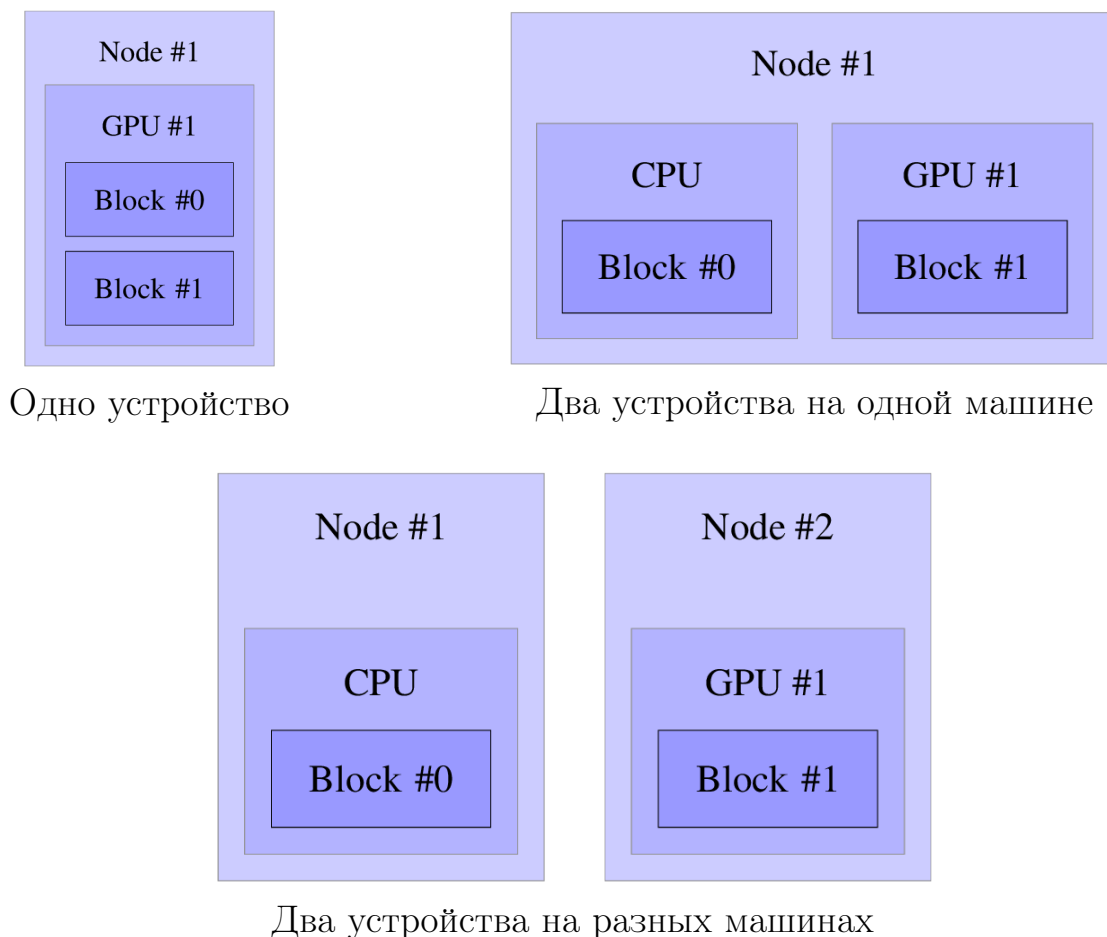 Node #1
GPU #1
Block #0
Block #1
Одно устройство
Node #1
CPU
GPU #1
Block #0
Block #1
Два устройства на одной машине
Node #1
CPU
Block #0
Node #2
GPU #1
Block #1
Два устройства на разных машинах